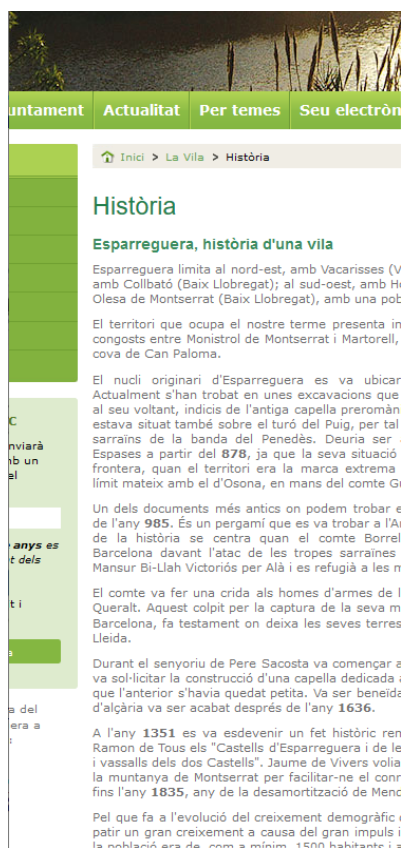 Actualitat
Per temes
Seu
Inici > La Vila > Història
Història
Esparreguera, història d'una vila
Esparreguera limita al nord-est, amb Vacarisses
amb Collbató (Baix Llobregat); al sud-oest, amb
Olesa de Montserrat (Baix Llobregat), amb una
El territori que ocupa el nostre terme presenta
congosts entre Monistrol de Montserrat i Martorell,
cova de Can Paloma.
El nucli originari d'Esparreguera es va
Actualment s'han trobat en unes excavacions que
al seu voltant, indicis de l'antiga capella
estava situat també sobre el turó del Puig, per tal
sarraïns de la banda del Penedès. Deuria ser
Espases a partir del 878, ja que la seva situació
frontera, quan el territori era la marca extrema
límit mateix amb el d'Osona, en mans del comte
Un dels documents més antics on podem trobar
de l'any 985. És un pergamí que es va trobar a
de la història se centra quan el comte
Barcelona davant l'atac de les tropes sarraïnes
Mansur Bi-Llah Victoriós per Alà i es refugià a les
El comte va fer una crida als homes d'armes de
Queralt. Aquest colpit per la captura de la seva
Barcelona, fa testament on deixa les seves terres
Lleida.
Durant el senyoriu de Pere Sacosta va començar
va sol·licitar la construcció d'una capella dedicada
que l'anterior s'havia quedat petita. Va ser
d'alçària va ser acabat després de l'any 1636.
A l'any 1351 es va esdevenir un fet històric
Ramon de Tous els "Castells d'Esparreguera i de
i vassalls dels dos Castells". Jaume de Vivers
la muntanya de Montserrat per facilitar-ne el
fins l'any 1835, any de la desamortització de
Pel que fa a l'evolució del creixement demogràfic
patir un gran creixement a causa del gran impuls
la població era de, com a mínim, 1500 habitants i
mb un
el
anys es
t dels
t i
a del
era a